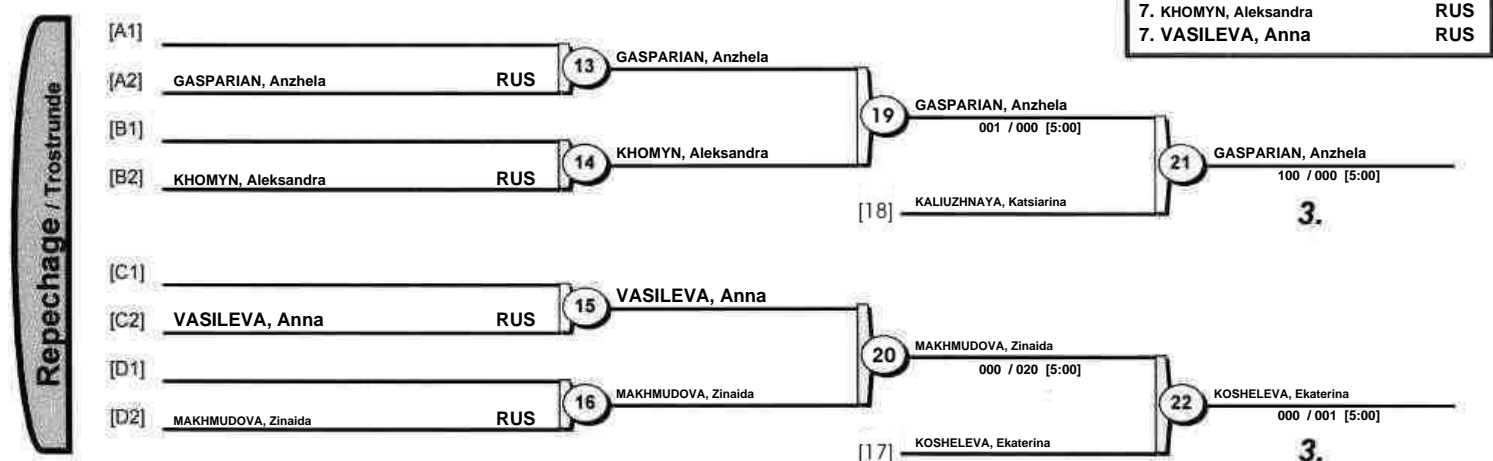 7. KHOMYN, Aleksandra RUS
7. VASILEVA, Anna RUS
Repechage / Trostrunde
[A1]
[A2] GASPARIAN, Anzhela RUS
13 GASPARIAN, Anzhela
[B1]
[B2] KHOMYN, Aleksandra RUS
14 KHOMYN, Aleksandra
19 GASPARIAN, Anzhela
001 / 000 [5:00]
[18] KALIUZHNAYA, Katsiarina
21 GASPARIAN, Anzhela
100 / 000 [5:00]
3.
[C1]
[C2] VASILEVA, Anna RUS
15 VASILEVA, Anna
[D1]
[D2] MAKHMUDOVA, Zinaida RUS
16 MAKHMUDOVA, Zinaida
20 MAKHMUDOVA, Zinaida
000 / 020 [5:00]
[17] KOSHELEVA, Ekaterina
22 KOSHELEVA, Ekaterina
000 / 001 [5:00]
3.